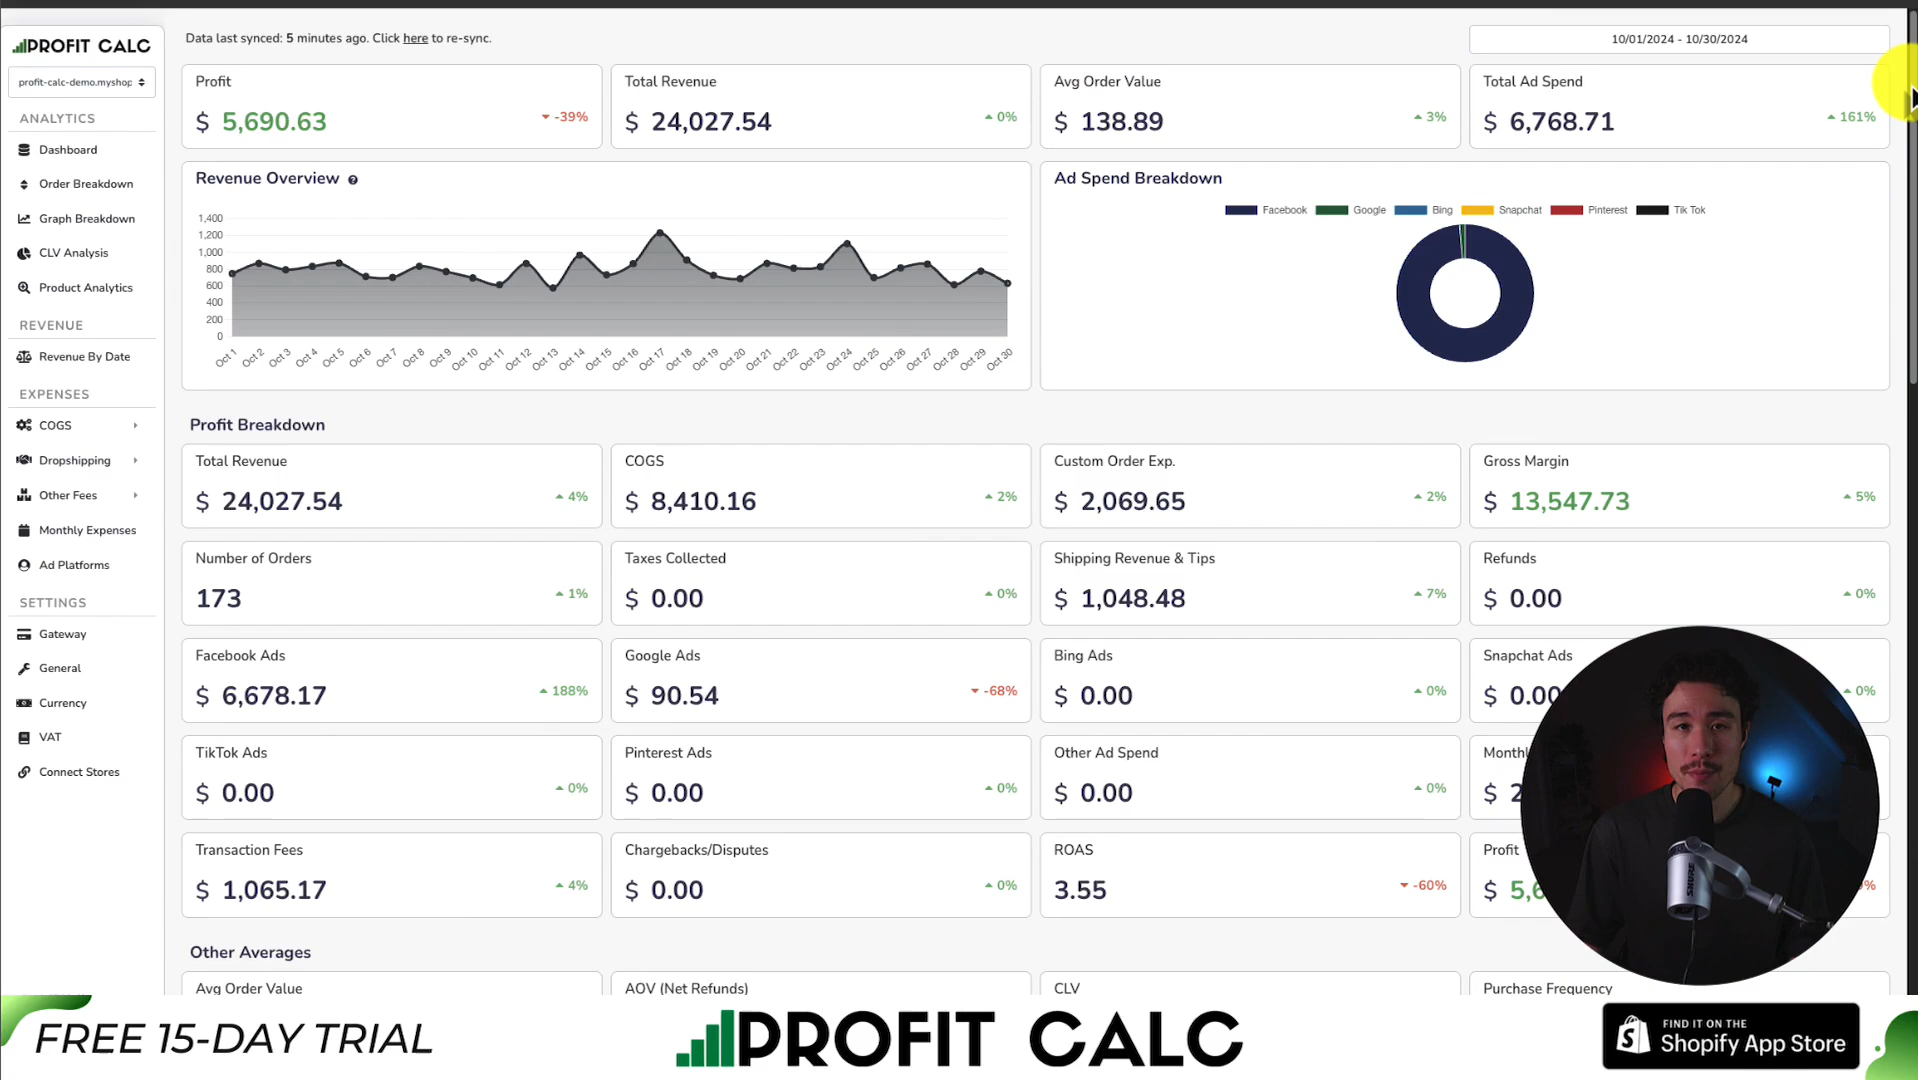 PROFIT CALC
profit-calc-demo.myshop
ANALYTICS
Dashboard
Order Breakdown
Graph Breakdown
CLV Analysis
Product Analytics
REVENUE
Revenue By Date
EXPENSES
COGS
Dropshipping
Other Fees
Monthly Expenses
Ad Platforms
SETTINGS
Gateway
General
Currency
VAT
Connect Stores
Data last synced: 5 minutes ago. Click here to re-sync.
10/01/2024 - 10/30/2024
Profit
$ 5,690.63
-39%
Total Revenue
$ 24,027.54
0%
Avg Order Value
$ 138.89
3%
Total Ad Spend
$ 6,768.71
161%
Revenue Overview
1,400
1,200
1,000
800
600
400
200
0
Oct 1 Oct 2 Oct 3 Oct 4 Oct 5 Oct 6 Oct 7 Oct 8 Oct 9 Oct 10 Oct 11 Oct 12 Oct 13 Oct 14 Oct 15 Oct 16 Oct 17 Oct 18 Oct 19 Oct 20 Oct 21 Oct 22 Oct 23 Oct 24 Oct 25 Oct 26 Oct 27 Oct 28 Oct 29 Oct 30
Ad Spend Breakdown
Facebook Google Bing Snapchat Pinterest Tik Tok
Profit Breakdown
Total Revenue
$ 24,027.54
4%
COGS
$ 8,410.16
2%
Custom Order Exp.
$ 2,069.65
2%
Gross Margin
$ 13,547.73
5%
Number of Orders
173
1%
Taxes Collected
$ 0.00
0%
Shipping Revenue & Tips
$ 1,048.48
7%
Refunds
$ 0.00
0%
Facebook Ads
$ 6,678.17
188%
Google Ads
$ 90.54
-68%
Bing Ads
$ 0.00
0%
Snapchat Ads
$ 0.00
0%
TikTok Ads
$ 0.00
0%
Pinterest Ads
$ 0.00
0%
Other Ad Spend
$ 0.00
0%
Month
$ 2
Transaction Fees
$ 1,065.17
4%
Chargebacks/Disputes
$ 0.00
0%
ROAS
3.55
-60%
Profit
$ 5,6
%
Other Averages
Avg Order Value
AOV (Net Refunds)
CLV
Purchase Frequency
FREE 15-DAY TRIAL
PROFIT CALC
FIND IT ON THE
Shopify App Store
SHURE